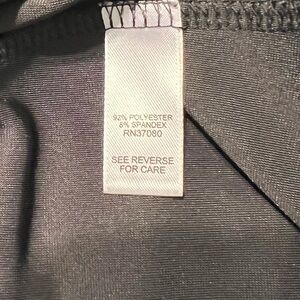 92% POLYESTER
8% SPANDEX
RN37080
SEE REVERSE
FOR CARE